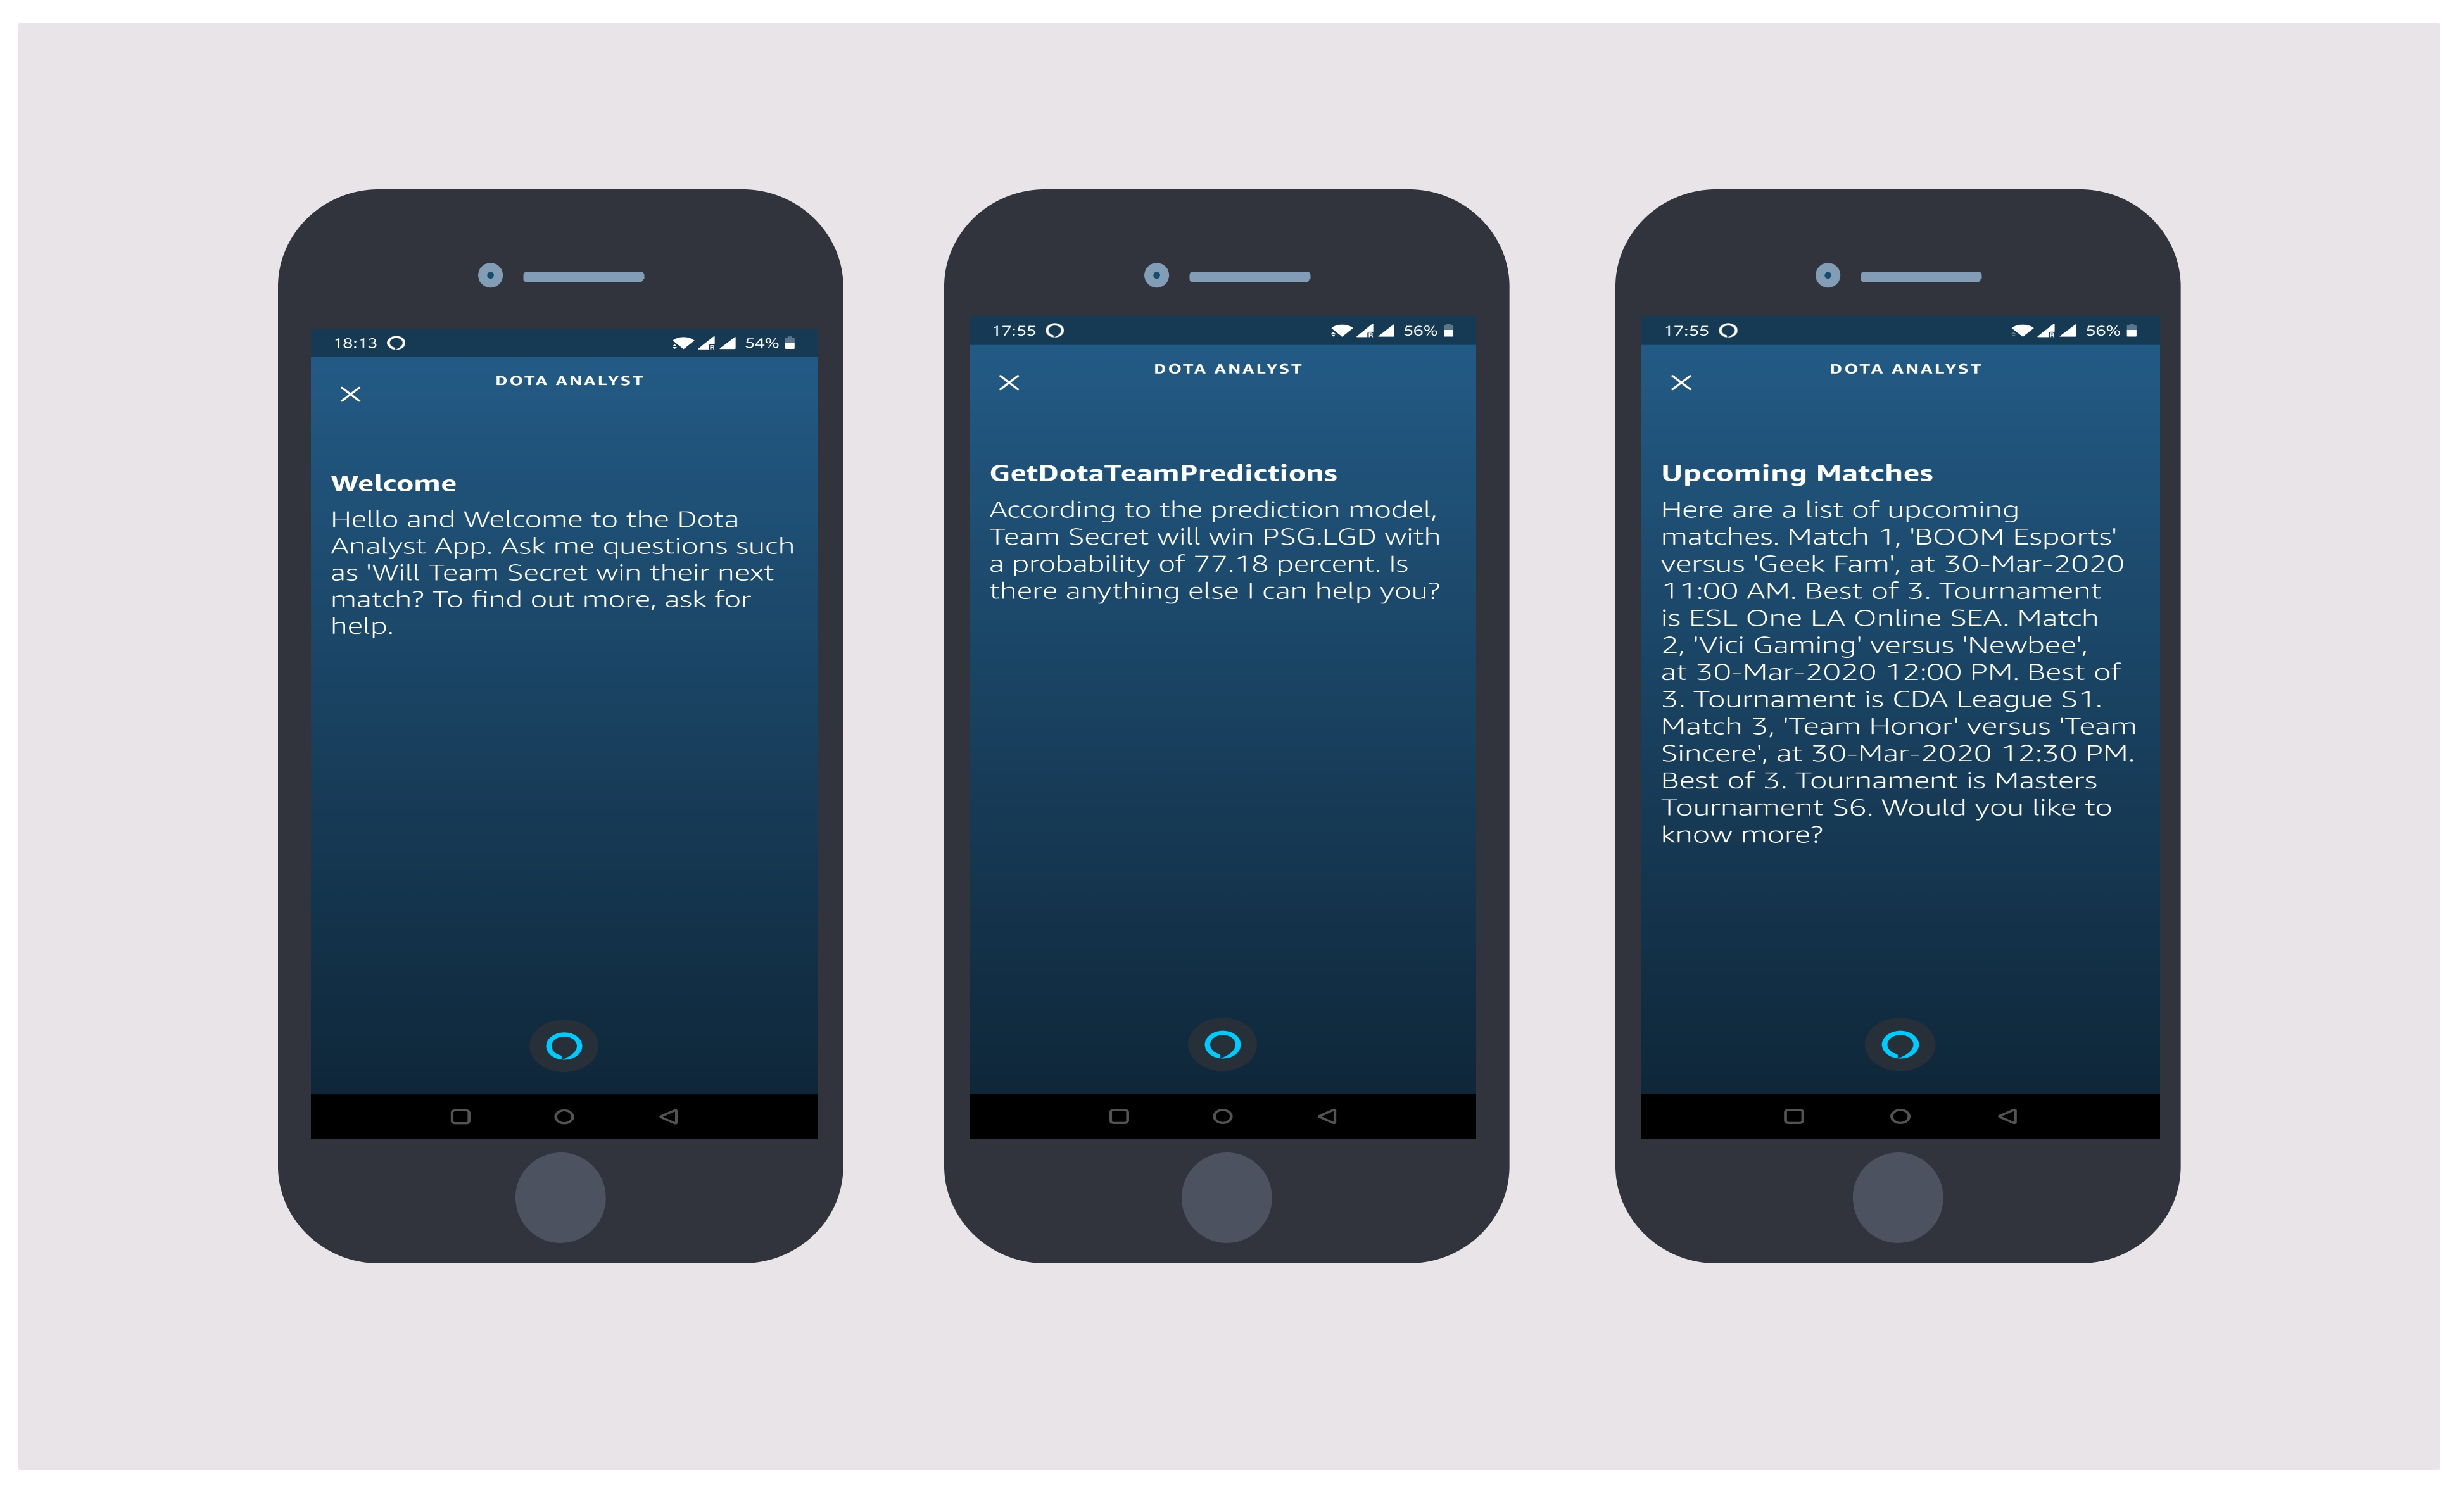 18:13
54%
DOTA ANALYST
Welcome
Hello and Welcome to the Dota
Analyst App. Ask me questions such
as 'Will Team Secret win their next
match? To find out more, ask for
help.
17:55
56%
DOTA ANALYST
GetDotaTeamPredictions
According to the prediction model,
Team Secret will win PSG.LGD with
a probability of 77.18 percent. Is
there anything else I can help you?
17:55
56%
DOTA ANALYST
Upcoming Matches
Here are a list of upcoming
matches. Match 1, 'BOOM Esports'
versus 'Geek Fam', at 30-Mar-2020
11:00 AM. Best of 3. Tournament
is ESL One LA Online SEA. Match
2, 'Vici Gaming' versus 'Newbee',
at 30-Mar-2020 12:00 PM. Best of
3. Tournament is CDA League S1.
Match 3, 'Team Honor' versus 'Team
Sincere', at 30-Mar-2020 12:30 PM.
Best of 3. Tournament is Masters
Tournament S6. Would you like to
know more?